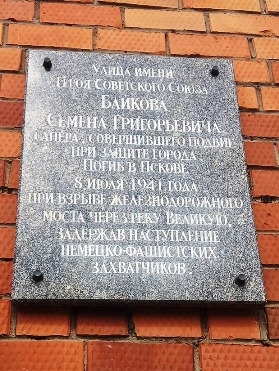 УЛИЦА ИМЕНИ
ГЕРОЯ СОВЕТСКОГО СОЮЗА
БАЙКОВА
СЕМЕНА ГРИГОРЬЕВИЧА
САПЁРА, СОВЕРШИВШЕГО ПОДВИГ
ПРИ ЗАЩИТЕ ГОРОДА
ПОГИБ В ПСКОВЕ
8 ИЮЛЯ 1941 ГОДА
ПРИ ВЗРЫВЕ ЖЕЛЕЗНОДОРОЖНОГО
МОСТА ЧЕРЕЗ РЕКУ ВЕЛИКУЮ,
ЗАДЕРЖАВ НАСТУПЛЕНИЕ
НЕМЕЦКО-ФАШИСТСКИХ
ЗАХВАТЧИКОВ.